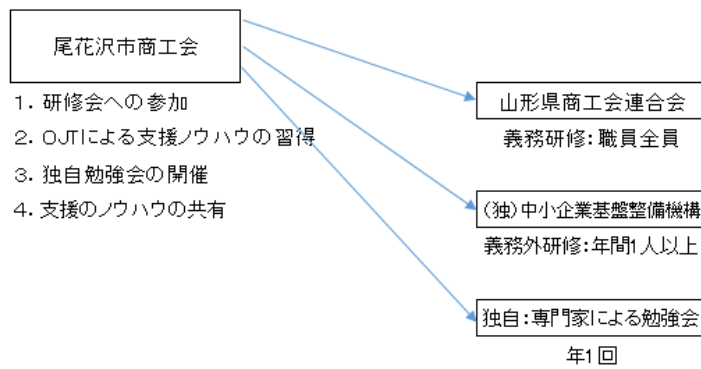 尾花沢市商工会
1. 研修会への参加
2. OJTによる支援ノウハウの習得
3. 独自勉強会の開催
4. 支援のノウハウの共有
山形県商工会連合会
義務研修:職員全員
(独)中小企業基盤整備機構
義務外研修:年間1人以上
独自:専門家による勉強会
年1回